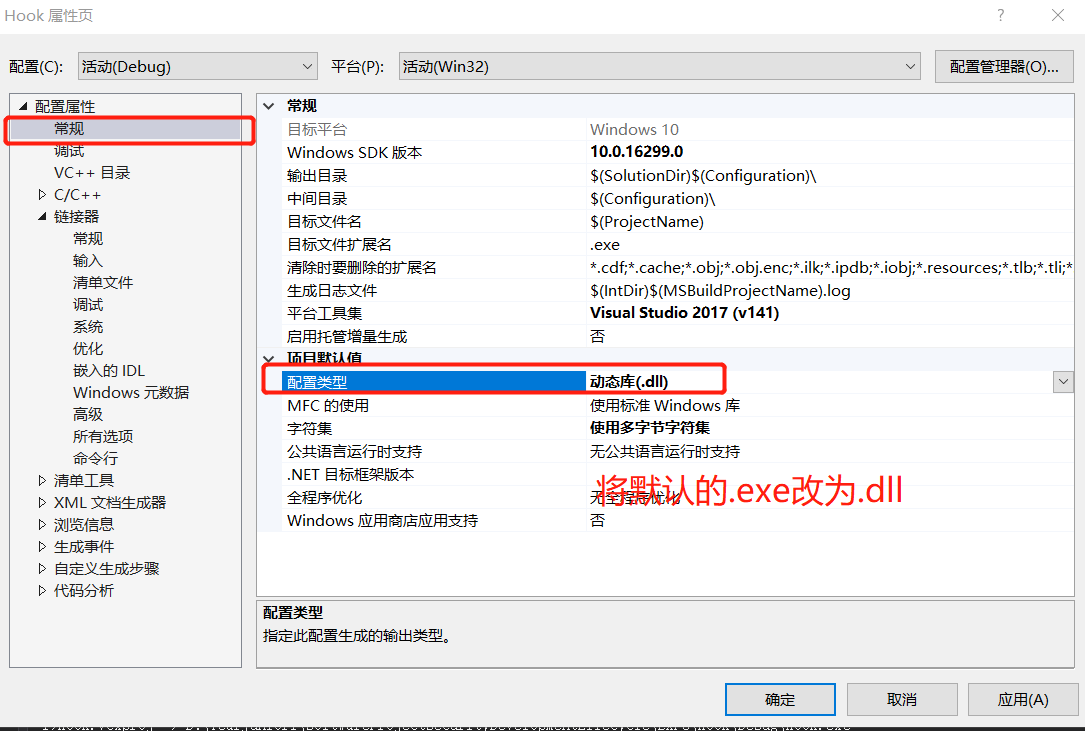 Hook 属性页
配置(C): 活动(Debug) 平台(P): 活动(Win32) 配置管理器(O)...
配置属性
常规
调试
VC++ 目录
C/C++
链接器
常规
输入
清单文件
调试
系统
优化
嵌入的 IDL
Windows 元数据
高级
所有选项
命令行
清单工具
XML 文档生成器
浏览信息
生成事件
自定义生成步骤
代码分析
常规
目标平台 Windows 10
Windows SDK 版本 10.0.16299.0
输出目录 $(SolutionDir)$(Configuration)\
中间目录 $(Configuration)\
目标文件名 $(ProjectName)
目标文件扩展名 .exe
清除时要删除的扩展名 *.cdf;*.cache;*.obj;*.obj.enc;*.ilk;*.ipdb;*.iobj;*.resources;*.tlb;*.tli;*
生成日志文件 $(IntDir)$(MSBuildProjectName).log
平台工具集 Visual Studio 2017 (v141)
启用托管增量生成 否
项目默认值
配置类型 动态库(.dll)
MFC 的使用 使用标准 Windows 库
字符集 使用多字节字符集
公共语言运行时支持 无公共语言运行时支持
.NET 目标框架版本
将默认的.exe改为.dll
全程序优化 无全程序优化
Windows 应用商店应用支持 否
配置类型
指定此配置生成的输出类型。
确定 取消 应用(A)